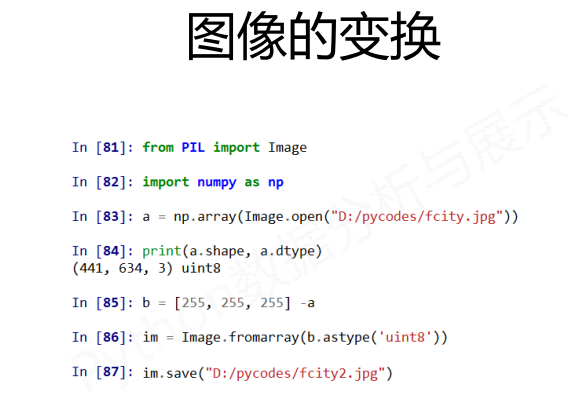 图像的变换
In [81]: from PIL import Image
In [82]: import numpy as np
In [83]: a = np.array(Image.open("D:/pycodes/fcity.jpg"))
In [84]: print(a.shape, a.dtype)
(441, 634, 3) uint8
In [85]: b = [255, 255, 255] -a
In [86]: im = Image.fromarray(b.astype('uint8'))
In [87]: im.save("D:/pycodes/fcity2.jpg")
Python数据分析与展示